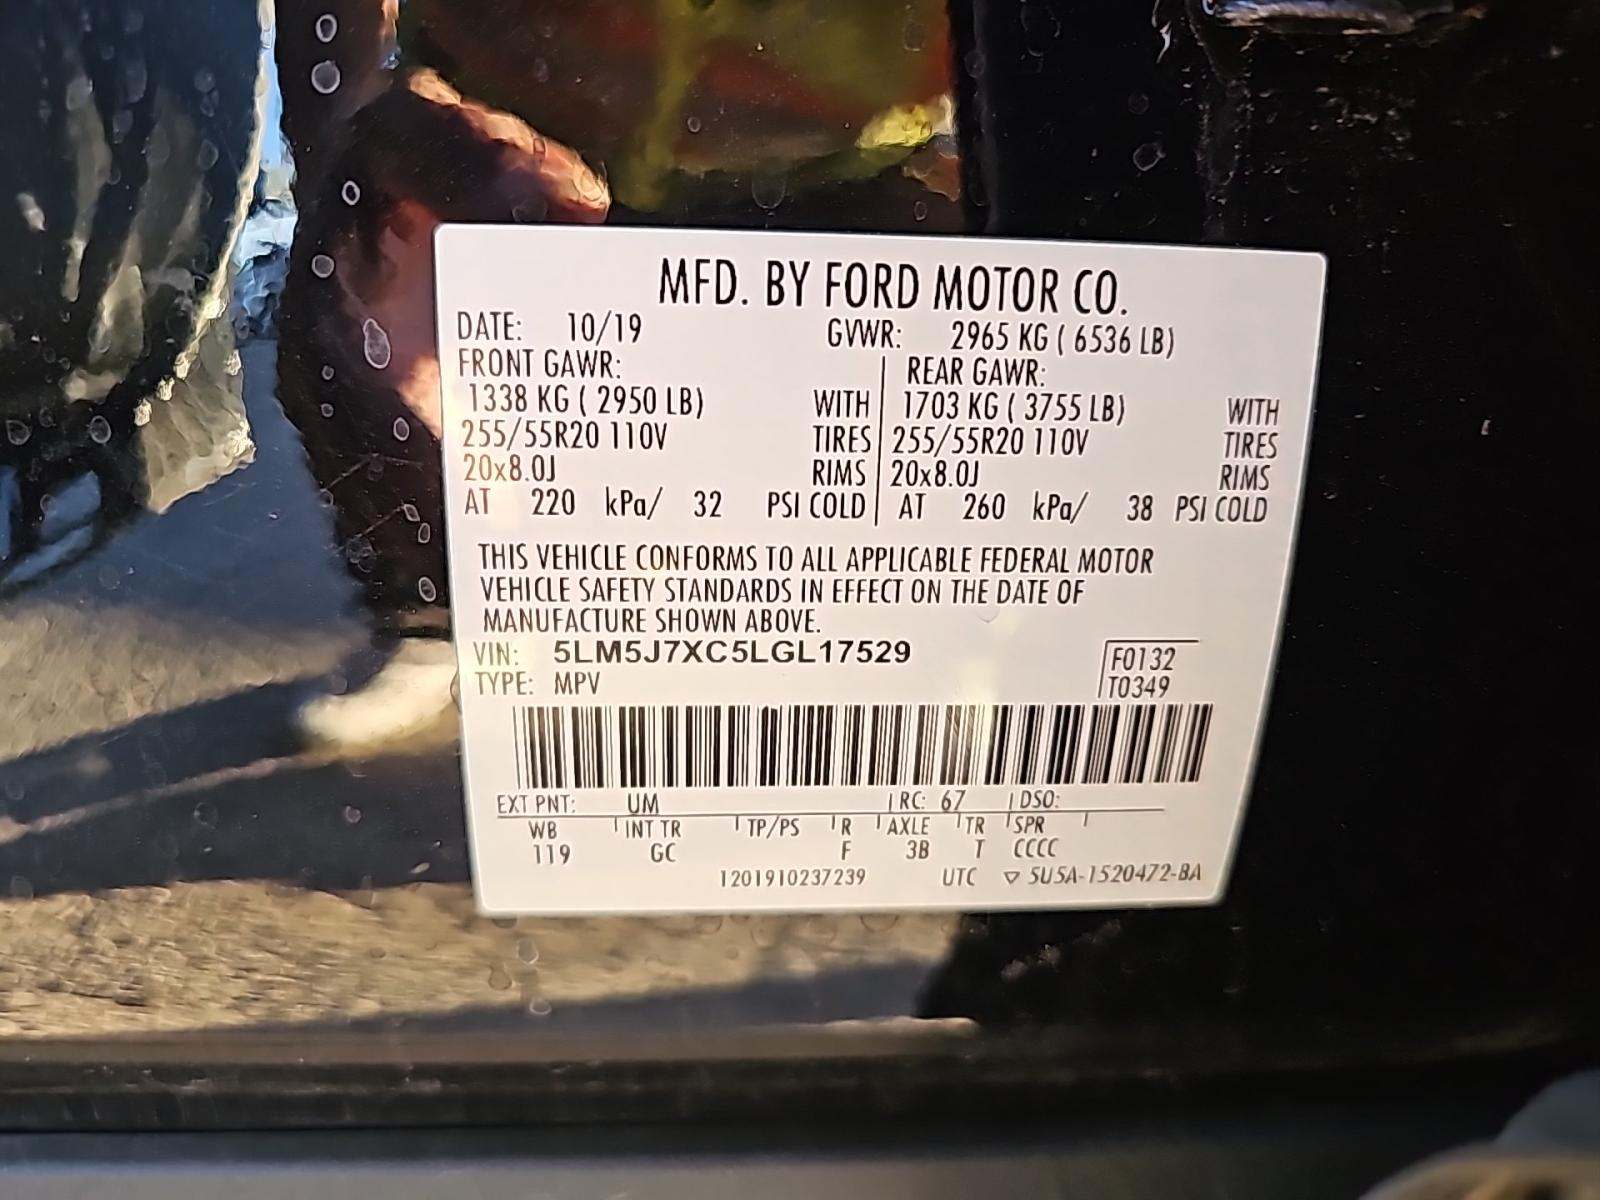 MFD. BY FORD MOTOR CO.
DATE: 10/19 GVWR: 2965 KG ( 6536 LB)
FRONT GAWR: REAR GAWR:
1338 KG ( 2950 LB) WITH 1703 KG ( 3755 LB) WITH
255/55R20 110V TIRES 255/55R20 110V TIRES
20x8.0J RIMS 20x8.0J RIMS
AT 220 kPa/ 32 PSI COLD AT 260 kPa/ 38 PSI COLD
THIS VEHICLE CONFORMS TO ALL APPLICABLE FEDERAL MOTOR
VEHICLE SAFETY STANDARDS IN EFFECT ON THE DATE OF
MANUFACTURE SHOWN ABOVE.
VIN: 5LM5J7XC5LGL17529 F0132
TYPE: MPV T0349
EXT PNT: UM RC: 67 DSO:
WB INT TR TP/PS R AXLE TR SPR
119 GC F 3B T CCCC
1201910237239 UTC ▽ 5U5A-1520472-BA